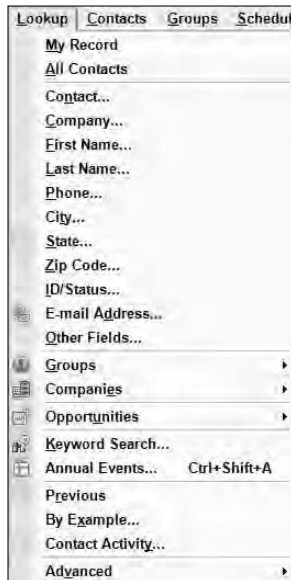 Lookup Contacts Groups Schedul
My Record
All Contacts
Contact...
Company...
First Name...
Last Name...
Phone...
City...
State...
Zip Code...
ID/Status...
E-mail Address...
Other Fields...
Groups
Companies
Opportunities
Keyword Search...
Annual Events... Ctrl+Shift+A
Previous
By Example...
Contact Activity...
Advanced